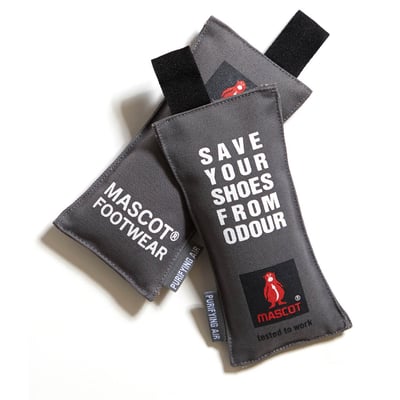 SAVE
YOUR
SHOES
FROM
ODOUR
MASCOT®
tested to work
PURIFYING AIR
MASCOT®
FOOTWEAR
PURIFYING AIR